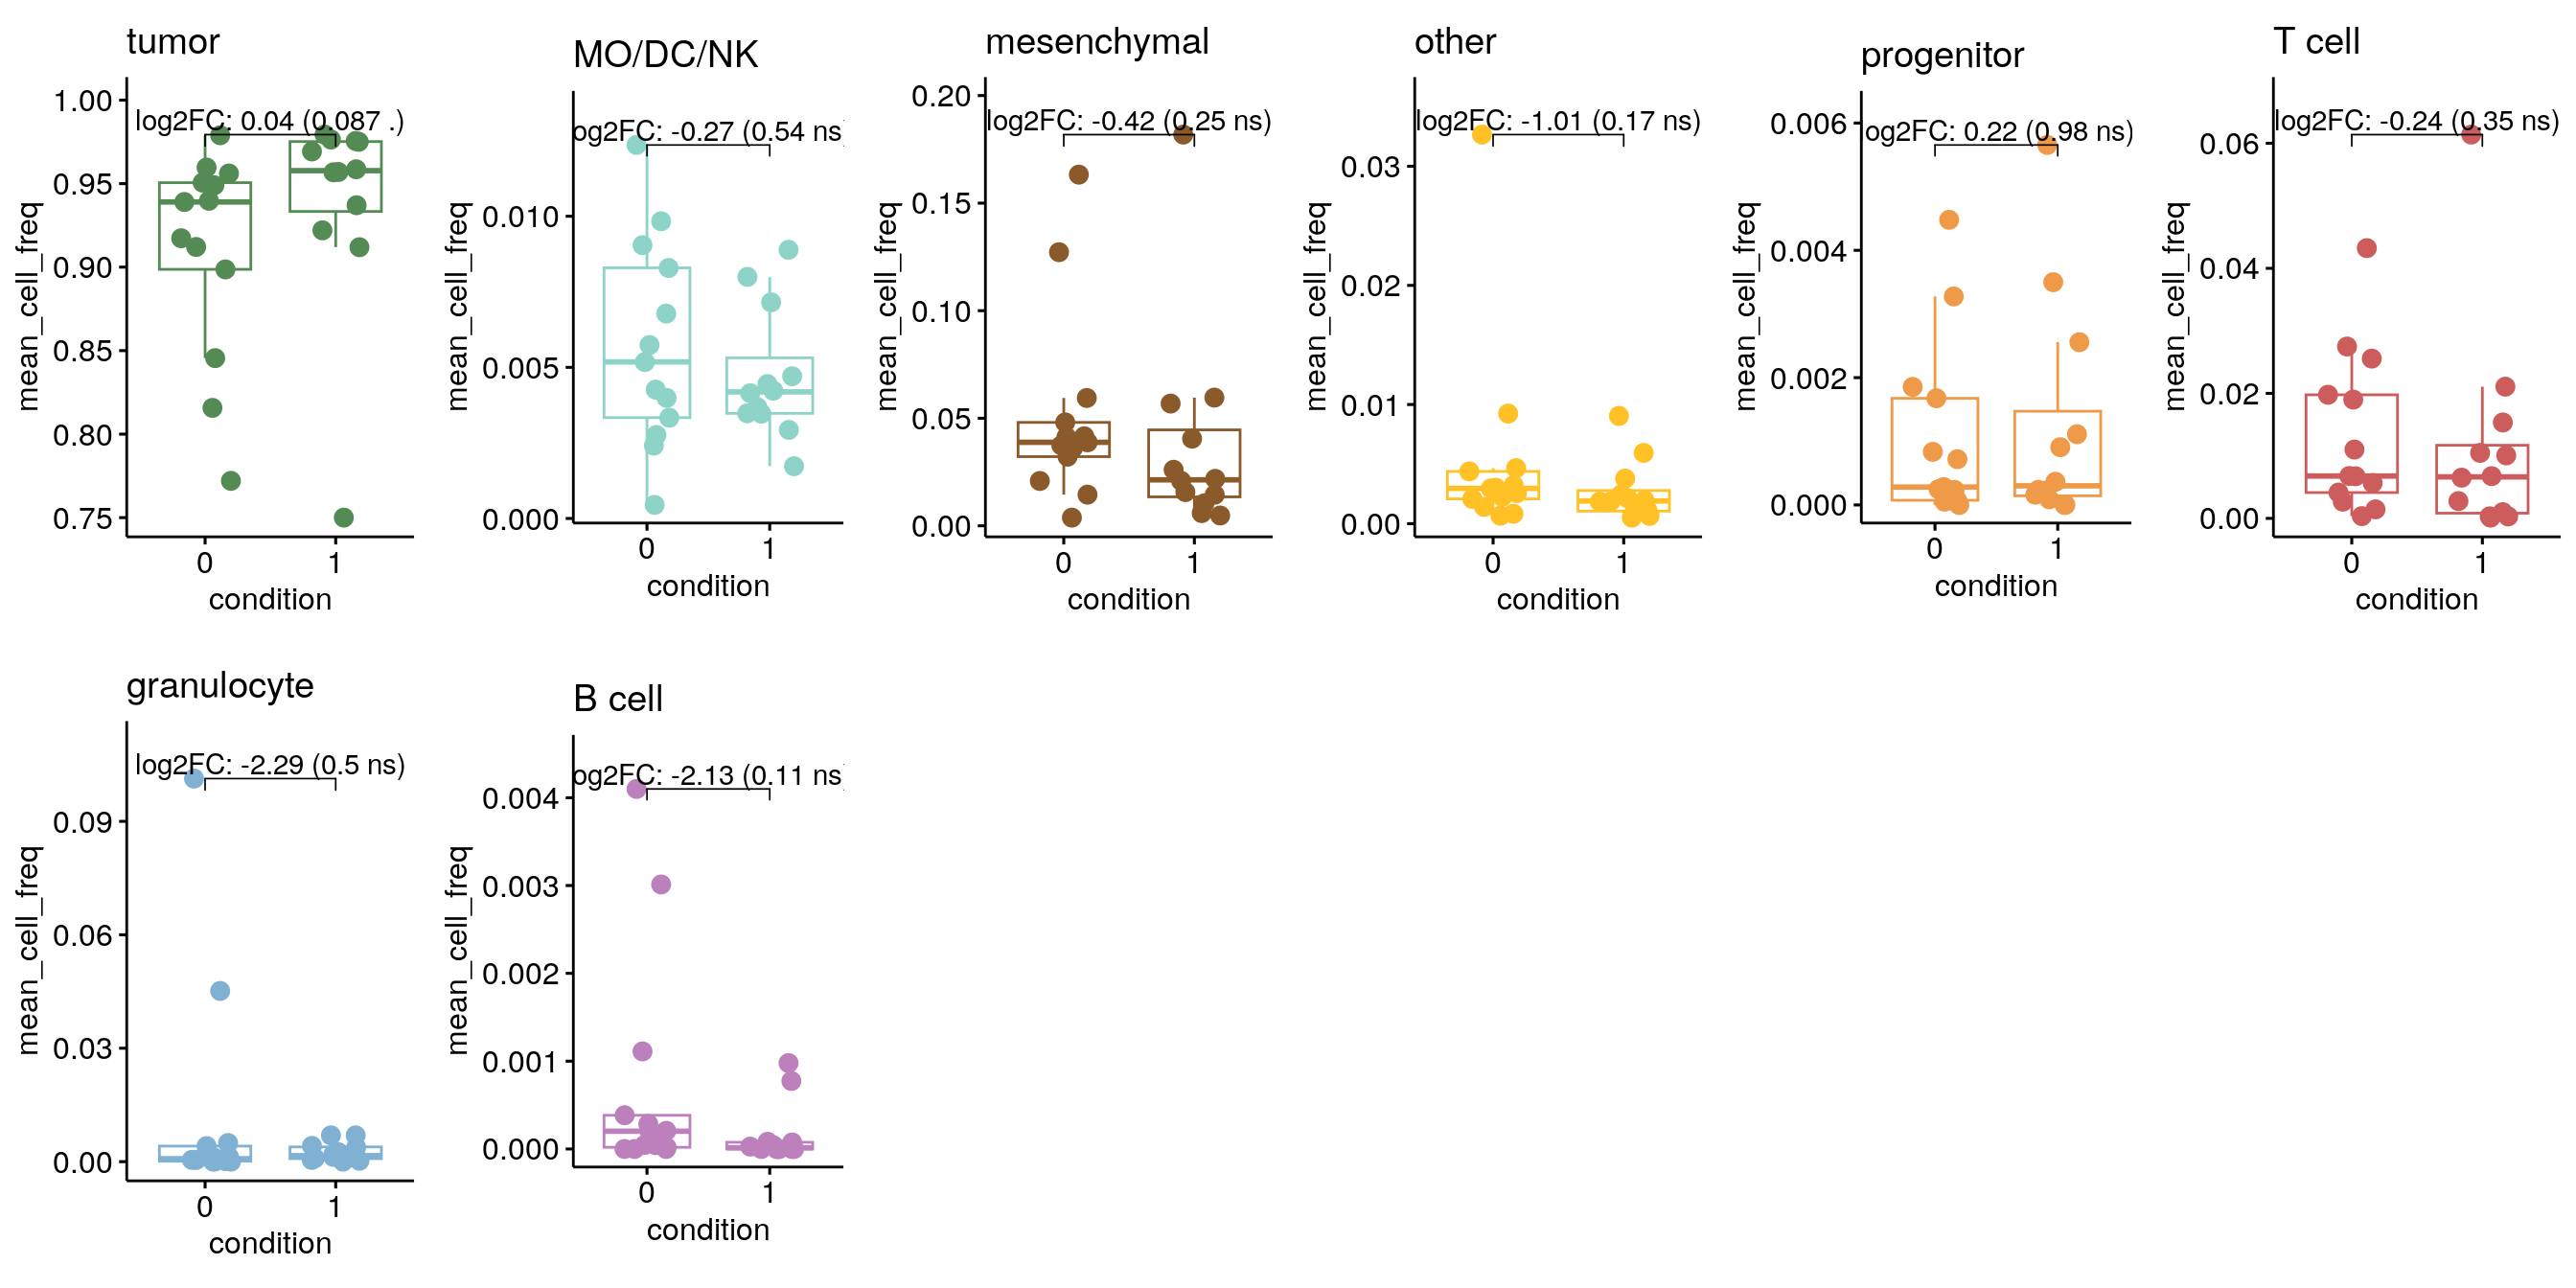 tumor
log2FC: 0.04 (0.087 .)
1.00
0.95
0.90
0.85
0.80
0.75
mean_cell_freq
0 1
condition
MO/DC/NK
og2FC: -0.27 (0.54 ns)
0.010
0.005
0.000
mean_cell_freq
0 1
condition
mesenchymal
log2FC: -0.42 (0.25 ns)
0.20
0.15
0.10
0.05
0.00
mean_cell_freq
0 1
condition
other
log2FC: -1.01 (0.17 ns)
0.03
0.02
0.01
0.00
mean_cell_freq
0 1
condition
progenitor
og2FC: 0.22 (0.98 ns)
0.006
0.004
0.002
0.000
mean_cell_freq
0 1
condition
T cell
log2FC: -0.24 (0.35 ns)
0.06
0.04
0.02
0.00
mean_cell_freq
0 1
condition
granulocyte
log2FC: -2.29 (0.5 ns)
0.09
0.06
0.03
0.00
mean_cell_freq
0 1
condition
B cell
og2FC: -2.13 (0.11 ns)
0.004
0.003
0.002
0.001
0.000
mean_cell_freq
0 1
condition